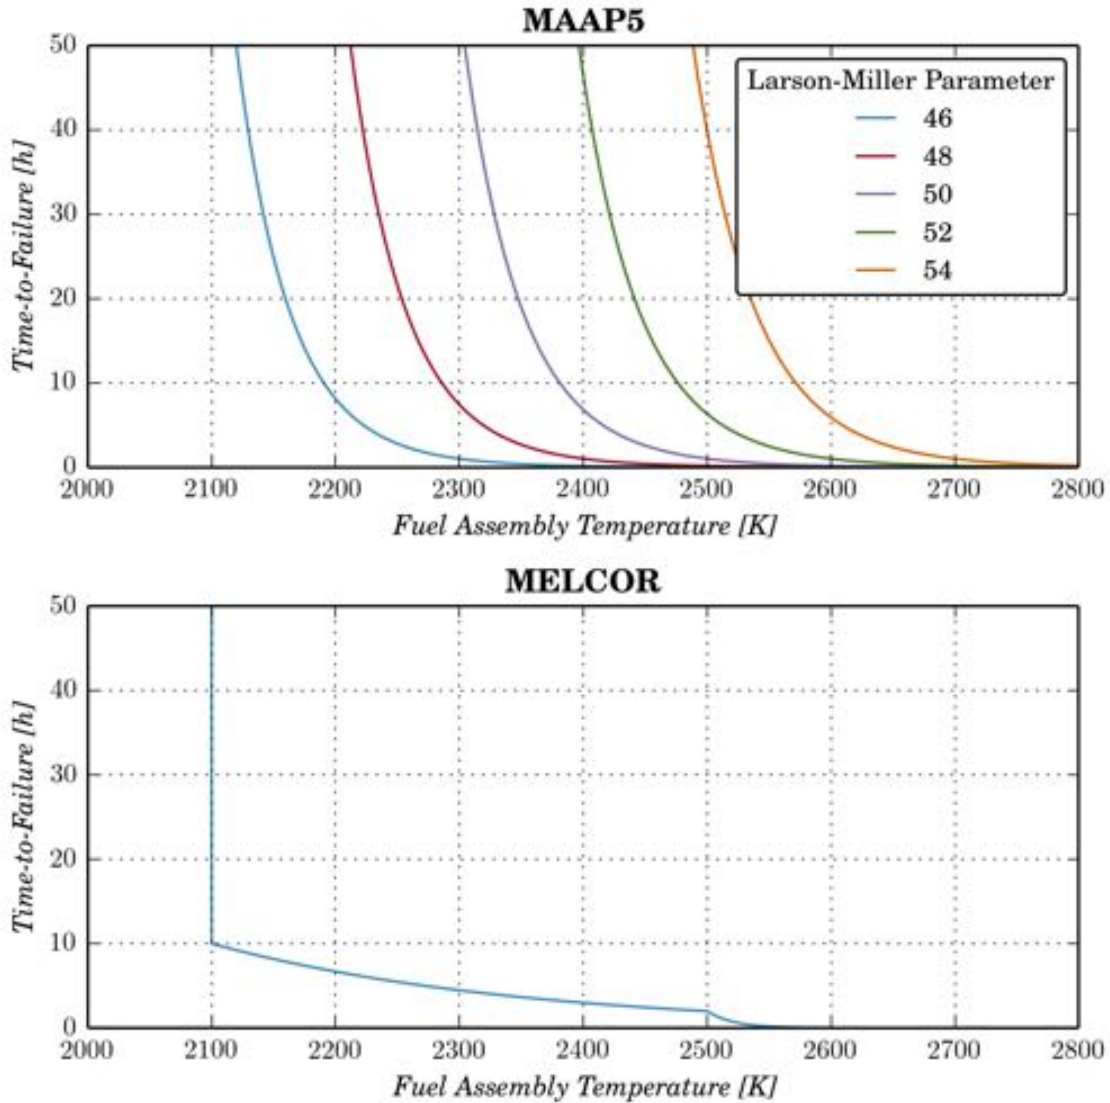 MAAP5
50
40
30
20
10
0
Time-to-Failure [h]
Larson-Miller Parameter
46
48
50
52
54
2000 2100 2200 2300 2400 2500 2600 2700 2800
Fuel Assembly Temperature [K]
MELCOR
50
40
30
20
10
0
Time-to-Failure [h]
2000 2100 2200 2300 2400 2500 2600 2700 2800
Fuel Assembly Temperature [K]